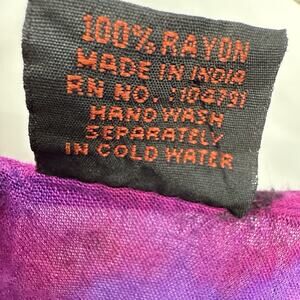 100% RAYON
MADE IN INDIA
RN NO. :104791
HAND WASH
SEPARATELY
IN COLD WATER